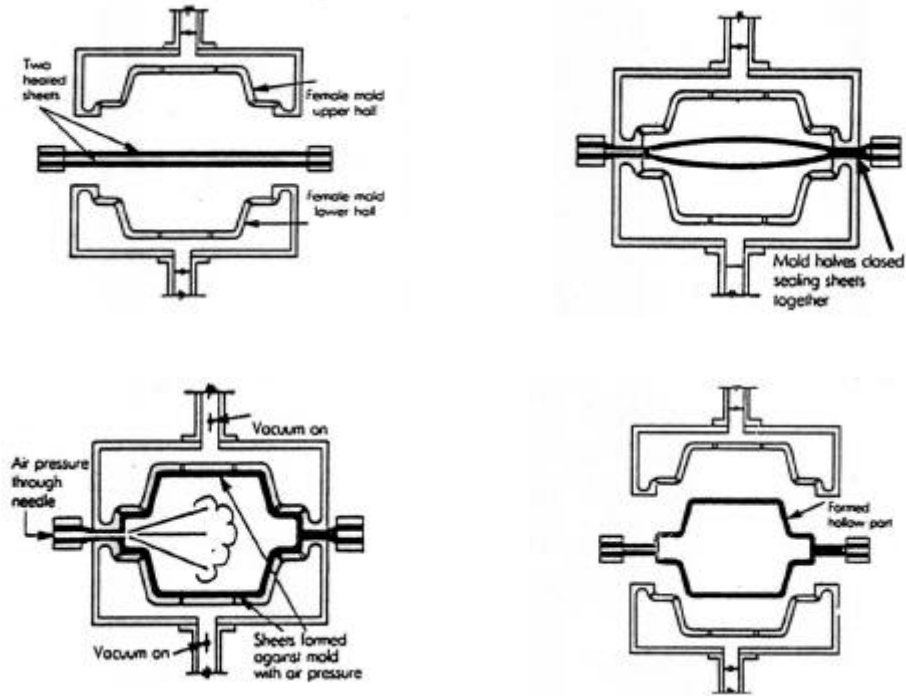 Two
heated
sheets
Female mold
upper half
Female mold
lower half
Mold halves closed
sealing sheets
together
Vacuum on
Air pressure
through
needle
Vacuum on
Sheets formed
against mold
with air pressure
Formed
hollow part